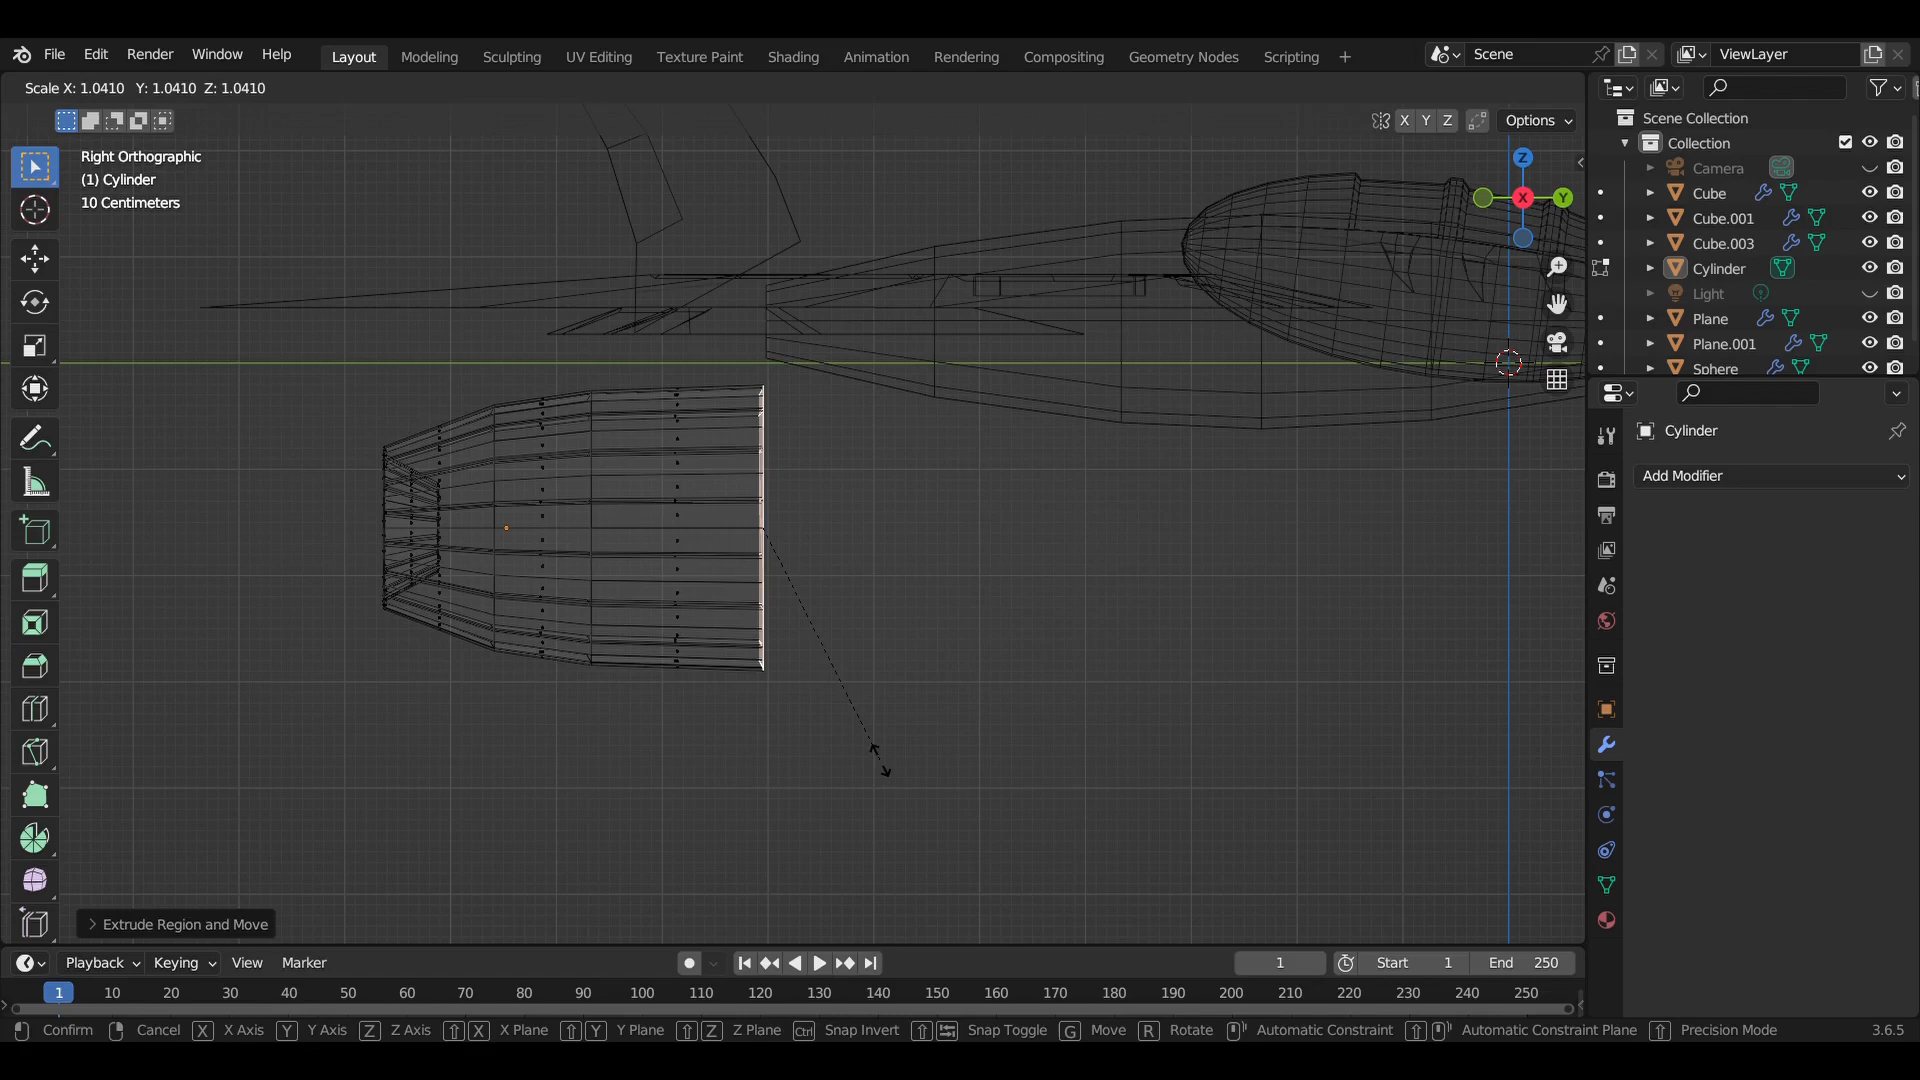 File Edit Render Window Help Layout Modeling Sculpting UV Editing Texture Paint Shading Animation Rendering Compositing Geometry Nodes Scripting + Scene ViewLayer
Scale X: 1.0410 Y: 1.0410 Z: 1.0410
X Y Z Options
Right Orthographic
(1) Cylinder
10 Centimeters
Z
X
Y
Scene Collection
Collection
Camera
Cube
Cube.001
Cube.003
Cylinder
Light
Plane
Plane.001
Sphere
Cylinder
Add Modifier
Extrude Region and Move
Playback Keying View Marker 1 Start 1 End 250
1 10 20 30 40 50 60 70 80 90 100 110 120 130 140 150 160 170 180 190 200 210 220 230 240 250
Confirm Cancel X X Axis Y Y Axis Z Z Axis X X Plane Y Y Plane Z Z Plane Ctrl Snap Invert Snap Toggle G Move R Rotate Automatic Constraint Automatic Constraint Plane Precision Mode 3.6.5